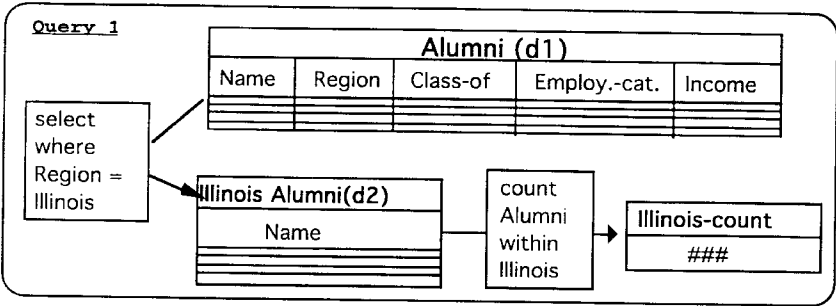 Query 1
Alumni (d1)
Name Region Class-of Employ.-cat. Income
select
where
Region =
Illinois
Illinois Alumni(d2)
Name
count
Alumni
within
Illinois
Illinois-count
###